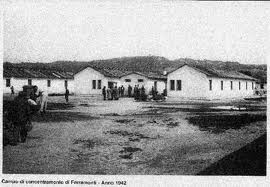 Campo di concentramento di Ferramonti - Anno 1942